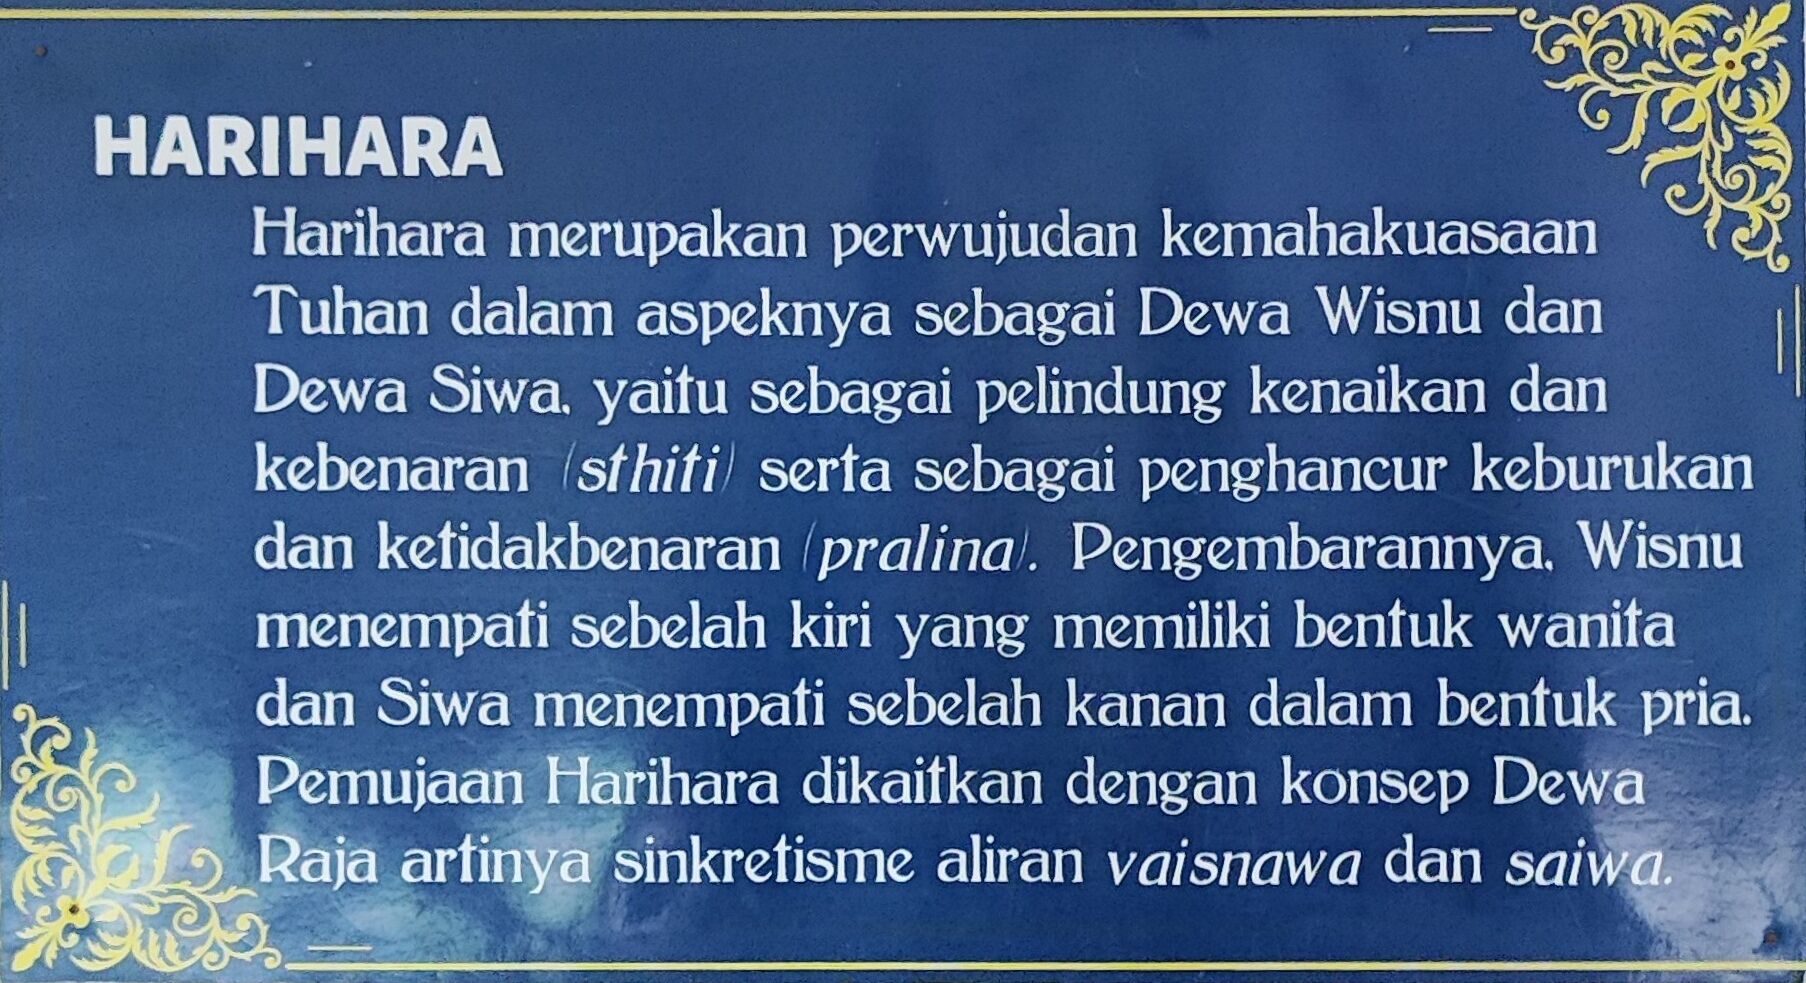 HARIHARA
Harihara merupakan perwujudan kemahakuasaan
Tuhan dalam aspeknya sebagai Dewa Wisnu dan
Dewa Siwa, yaitu sebagai pelindung kenaikan dan
kebenaran (sthiti) serta sebagai penghancur keburukan
dan ketidakbenaran (pralina). Pengembarannya, Wisnu
menempati sebelah kiri yang memiliki bentuk wanita
dan Siwa menempati sebelah kanan dalam bentuk pria.
Pemujaan Harihara dikaitkan dengan konsep Dewa
Raja artinya sinkretisme aliran vaisnawa dan saiwa.